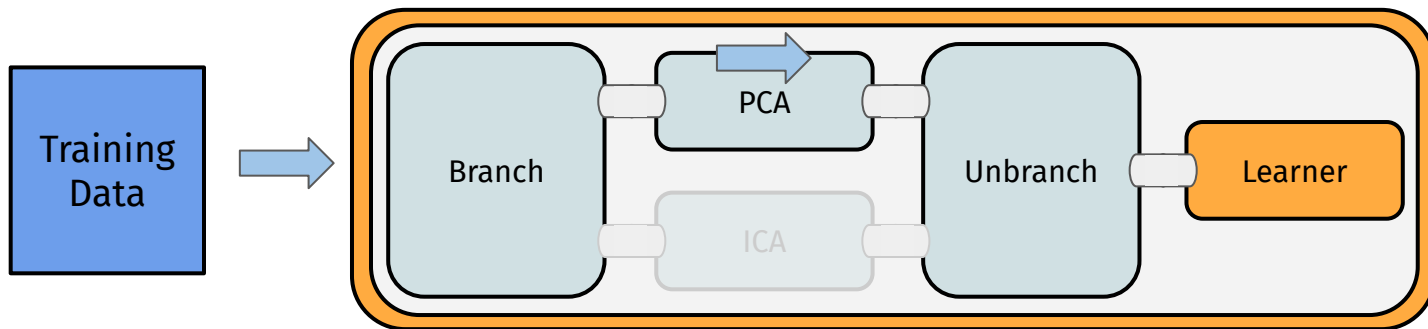 Training
Data
Branch
PCA
ICA
Unbranch
Learner